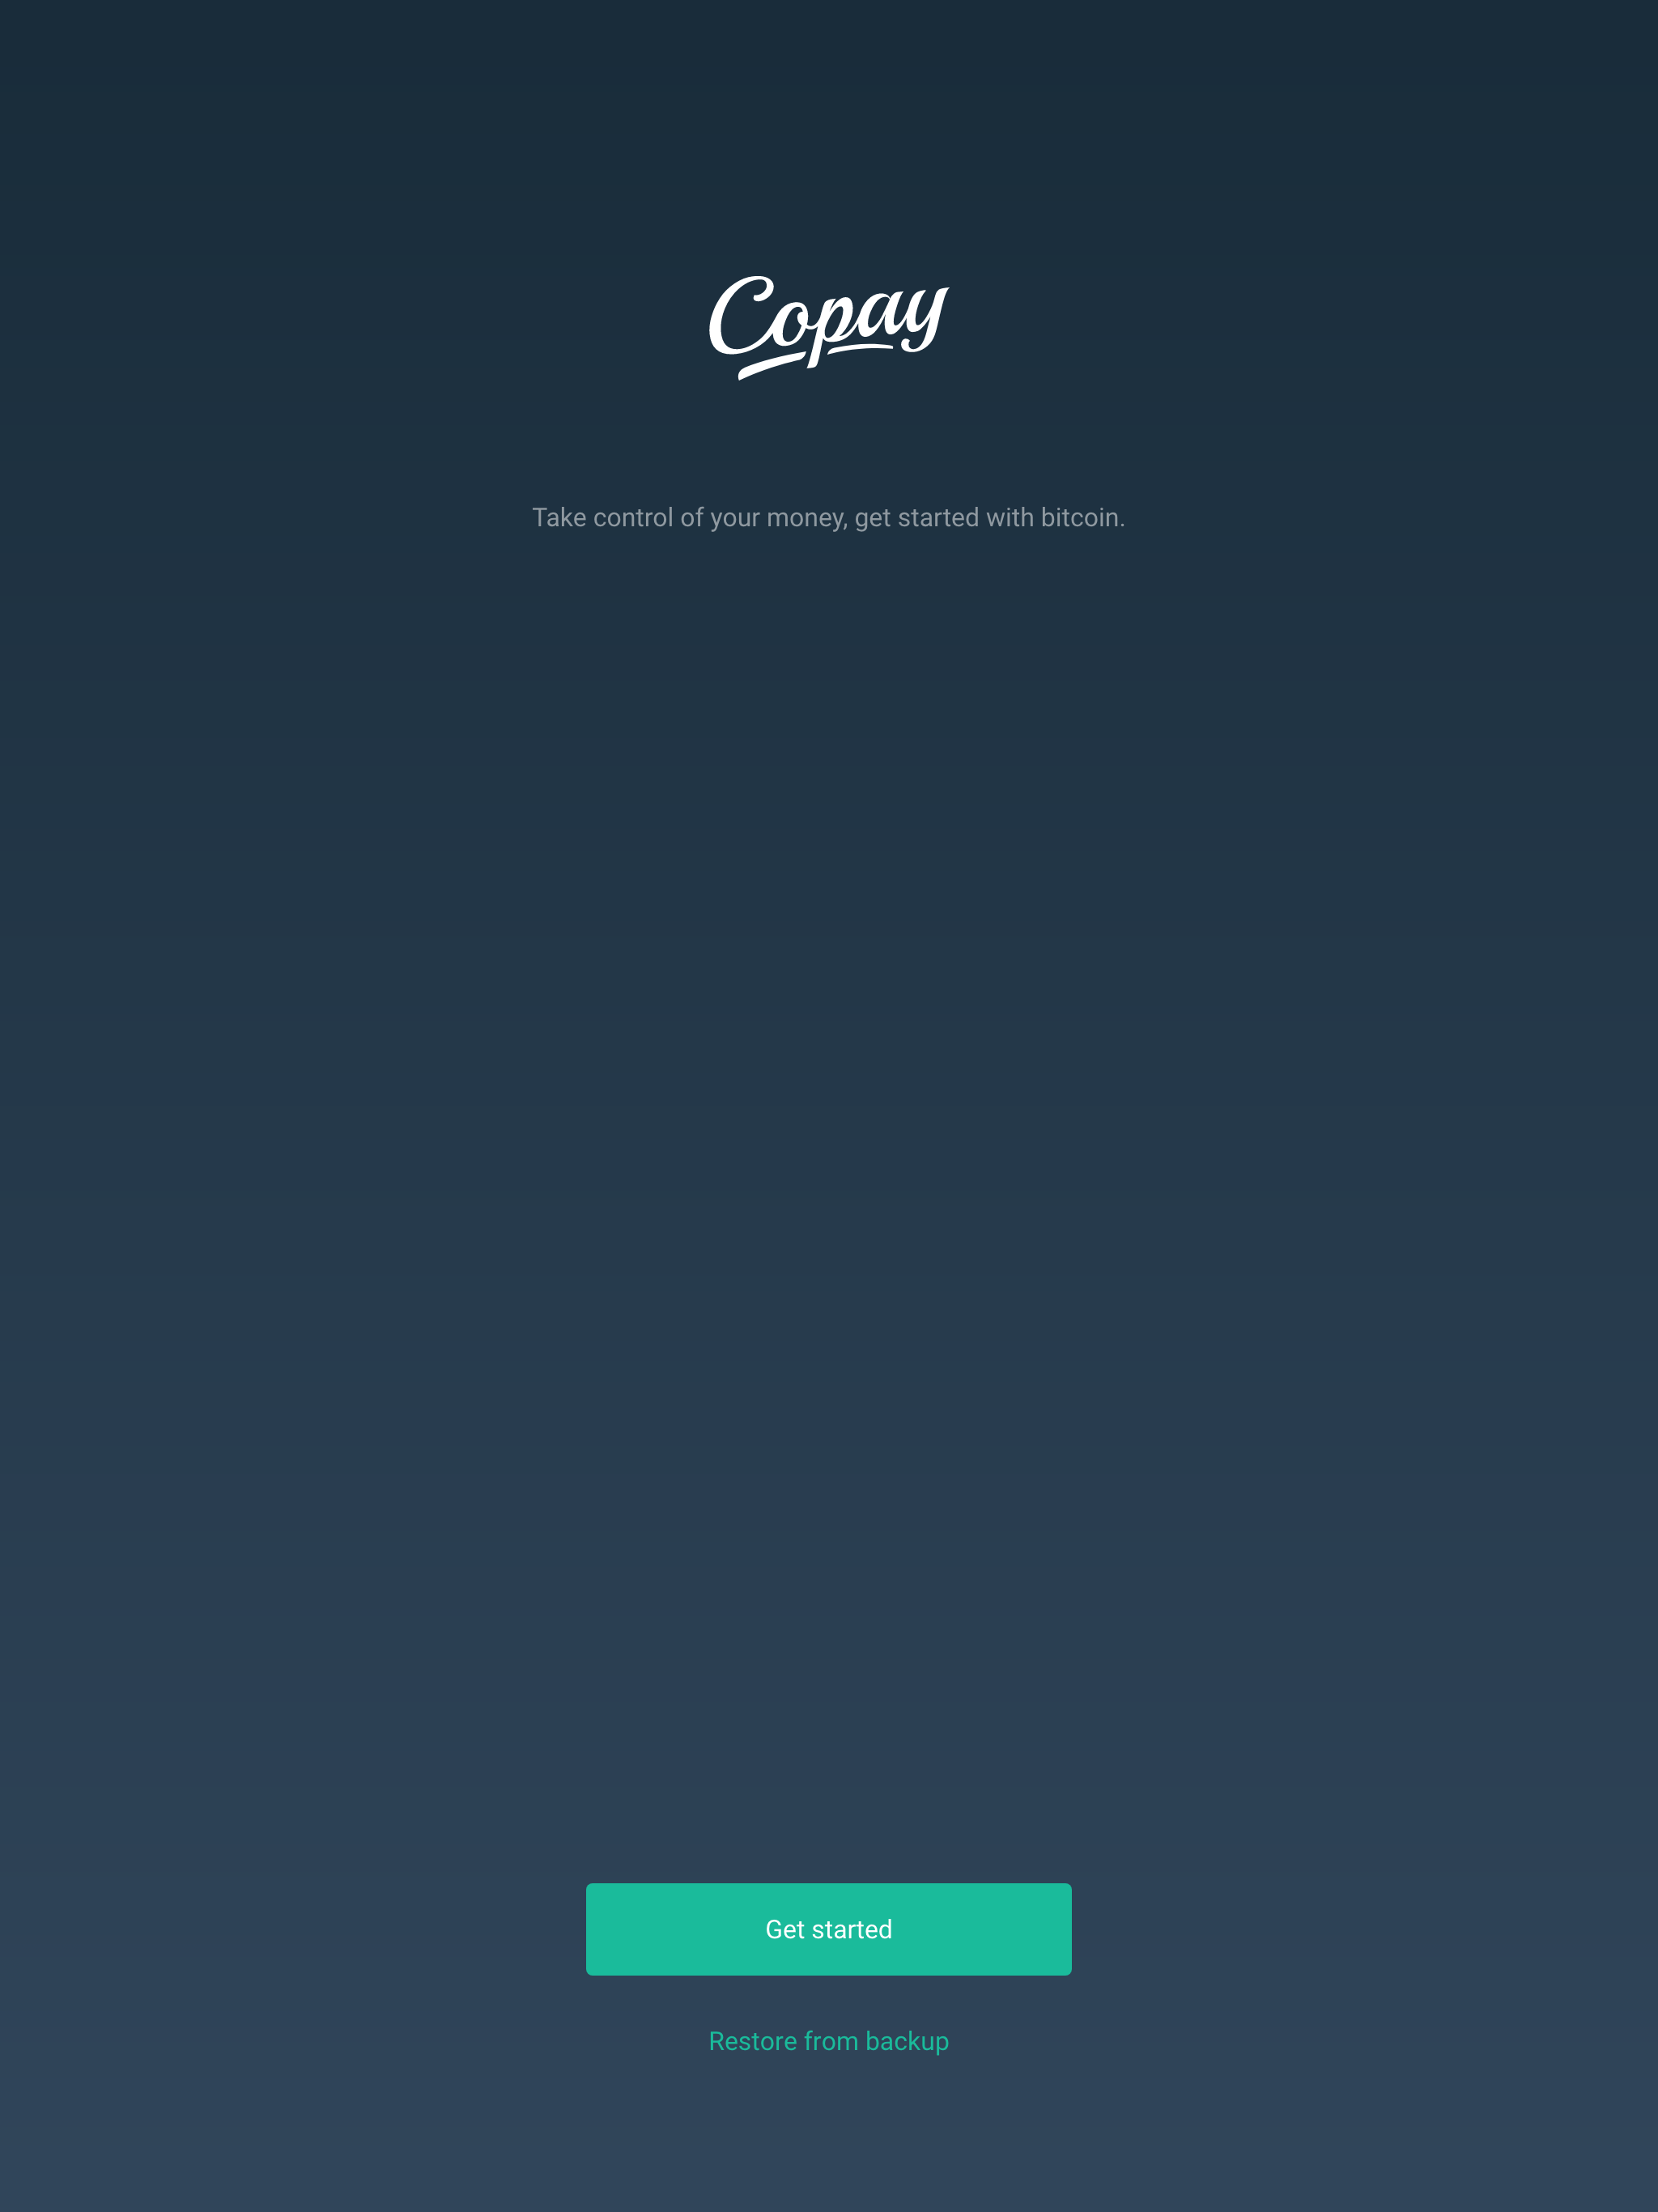 Copay
Take control of your money, get started with bitcoin.
Get started
Restore from backup